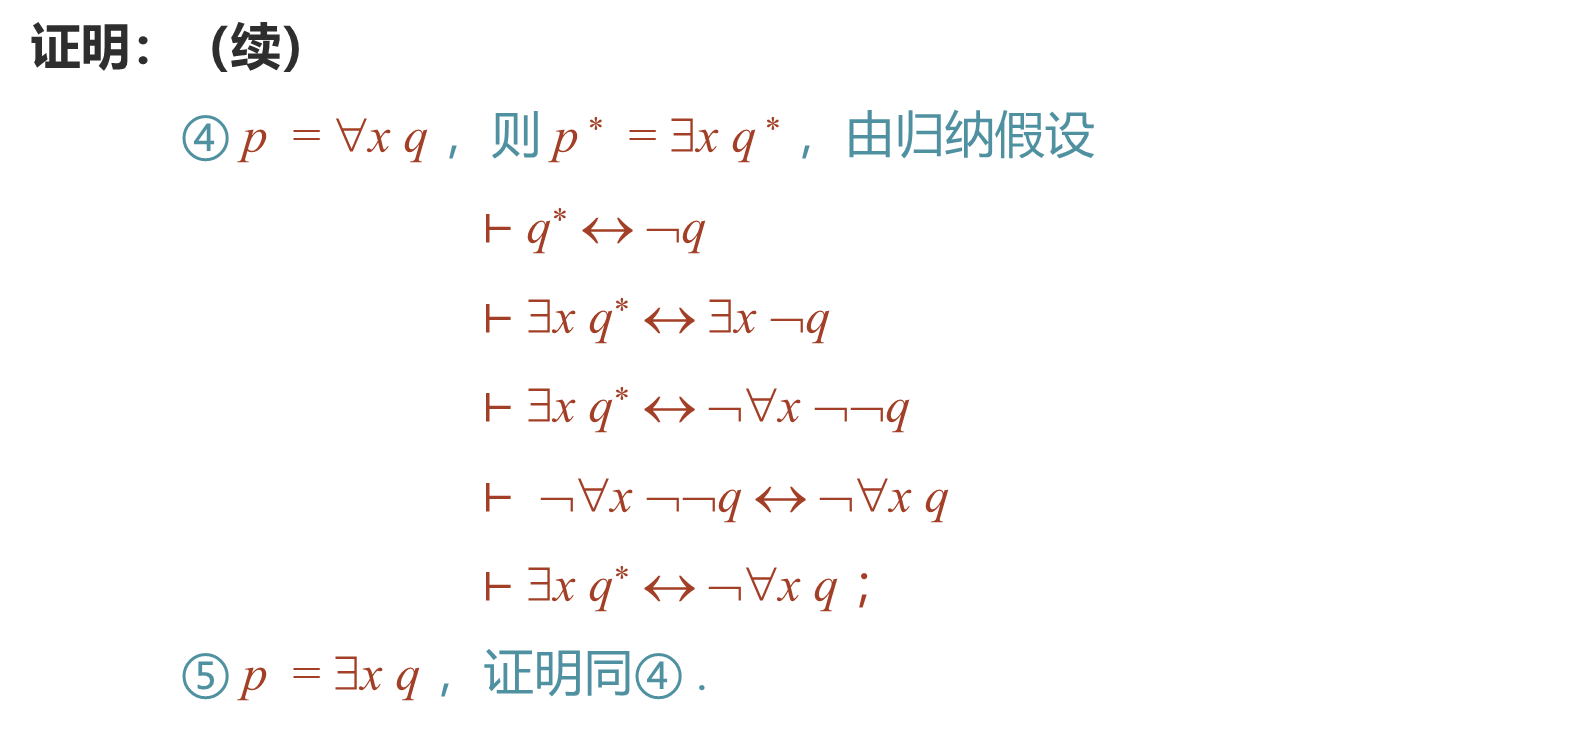 证明： (续)
④ p = ∀x q ， 则 p* = ∃x q* ， 由归纳假设
⊢ q* ↔ ¬q
⊢ ∃x q* ↔ ∃x ¬q
⊢ ∃x q* ↔ ¬∀x ¬¬q
⊢ ¬∀x ¬¬q ↔ ¬∀x q
⊢ ∃x q* ↔ ¬∀x q ；
⑤ p = ∃x q ， 证明同④ .